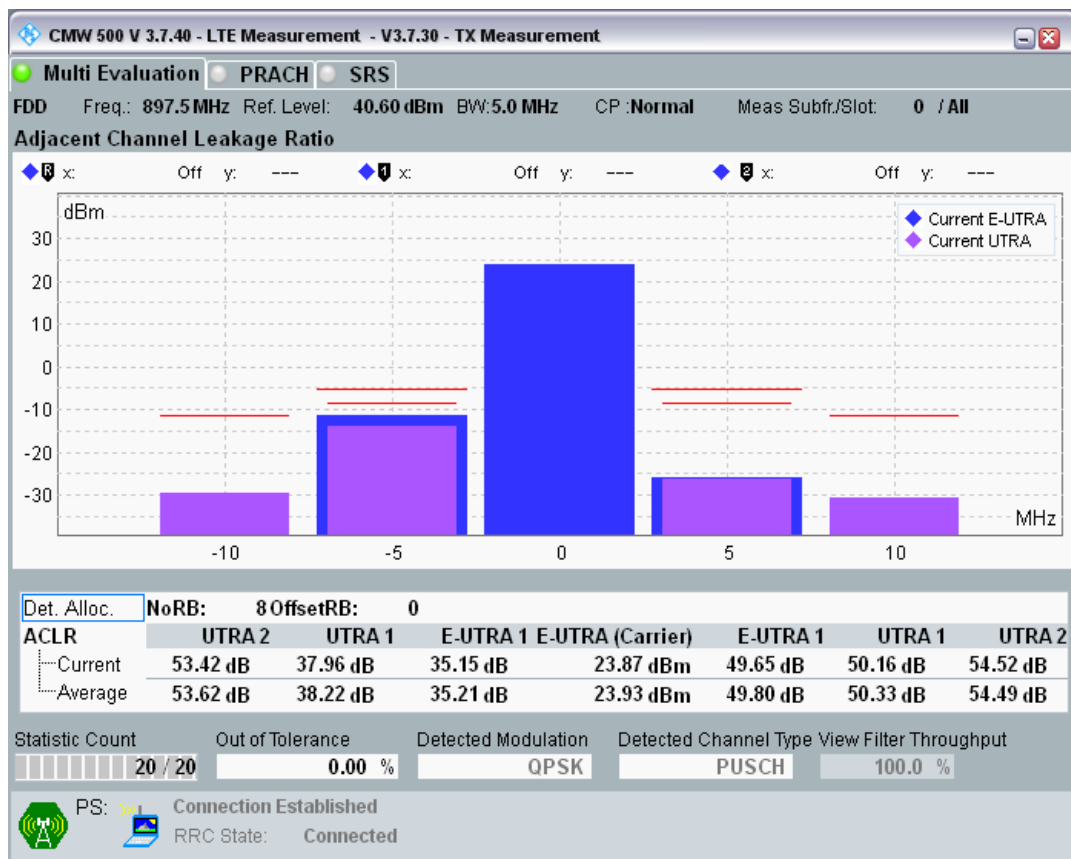 CMW 500 V 3.7.40 - LTE Measurement - V3.7.30 - TX Measurement
Multi Evaluation PRACH SRS
FDD Freq.: 897.5 MHz Ref. Level: 40.60 dBm BW:5.0 MHz CP :Normal Meas Subfr./Slot: 0 / All
Adjacent Channel Leakage Ratio
R x: Off y: --- 1 x: Off y: --- 2 x: Off y: ---
dBm
Current E-UTRA
Current UTRA
30
20
10
0
-10
-20
-30
MHz
-10 -5 0 5 10
Det. Alloc. NoRB: 8 OffsetRB: 0
ACLR UTRA 2 UTRA 1 E-UTRA 1 E-UTRA (Carrier) E-UTRA 1 UTRA 1 UTRA 2
Current 53.42 dB 37.96 dB 35.15 dB 23.87 dBm 49.65 dB 50.16 dB 54.52 dB
Average 53.62 dB 38.22 dB 35.21 dB 23.93 dBm 49.80 dB 50.33 dB 54.49 dB
Statistic Count Out of Tolerance Detected Modulation Detected Channel Type View Filter Throughput
20 / 20 0.00 % QPSK PUSCH 100.0 %
PS: Connection Established
RRC State: Connected